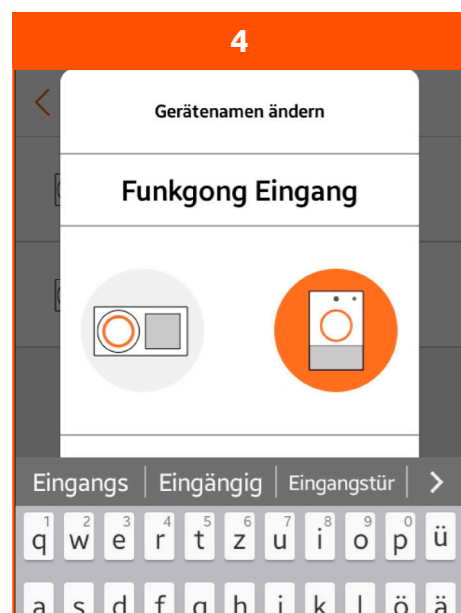 4
Gerätenamen ändern
Funkgong Eingang
Eingangs Eingängig Eingangstür >
1 2 3 4 5 6 7 8 9 0
q w e r t z u i o p ü
a s d f g h j k l ö ä